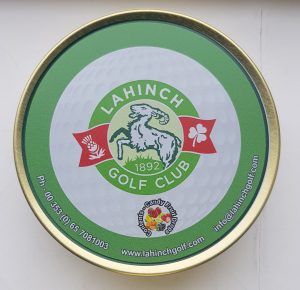 LAHINCH
1892
GOLF CLUB
Ph: 00 353 (0) 65 7081003
www.lahinchgolf.com
info@lahinchgolf.com